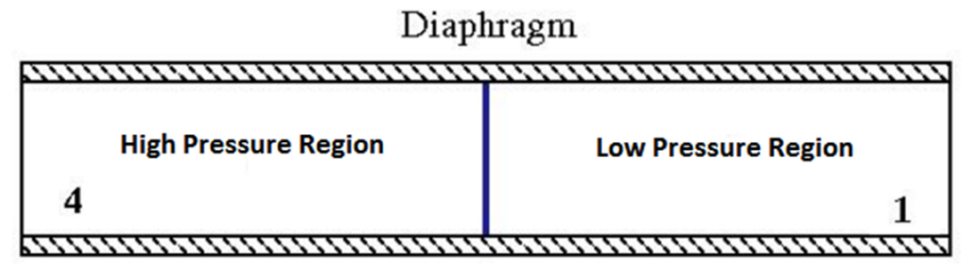 Diaphragm
High Pressure Region
Low Pressure Region
4
1